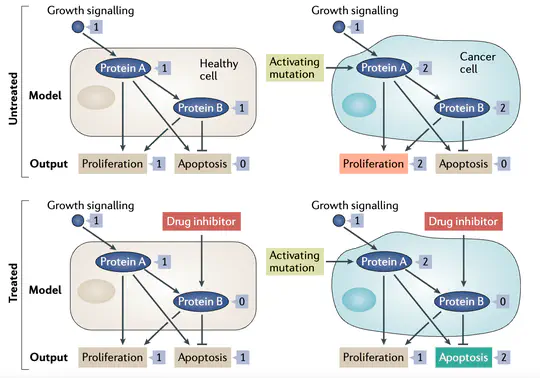 Untreated
Growth signalling
1
Protein A
1
Healthy
cell
Model
Protein B
1
Output
Proliferation
1
Apoptosis
0
Growth signalling
1
Activating
mutation
Protein A
2
Cancer
cell
Protein B
2
Proliferation
2
Apoptosis
0
Treated
Growth signalling
1
Drug inhibitor
Protein A
1
Model
Protein B
0
Output
Proliferation
1
Apoptosis
1
Growth signalling
1
Drug inhibitor
Activating
mutation
Protein A
2
Protein B
0
Proliferation
1
Apoptosis
2